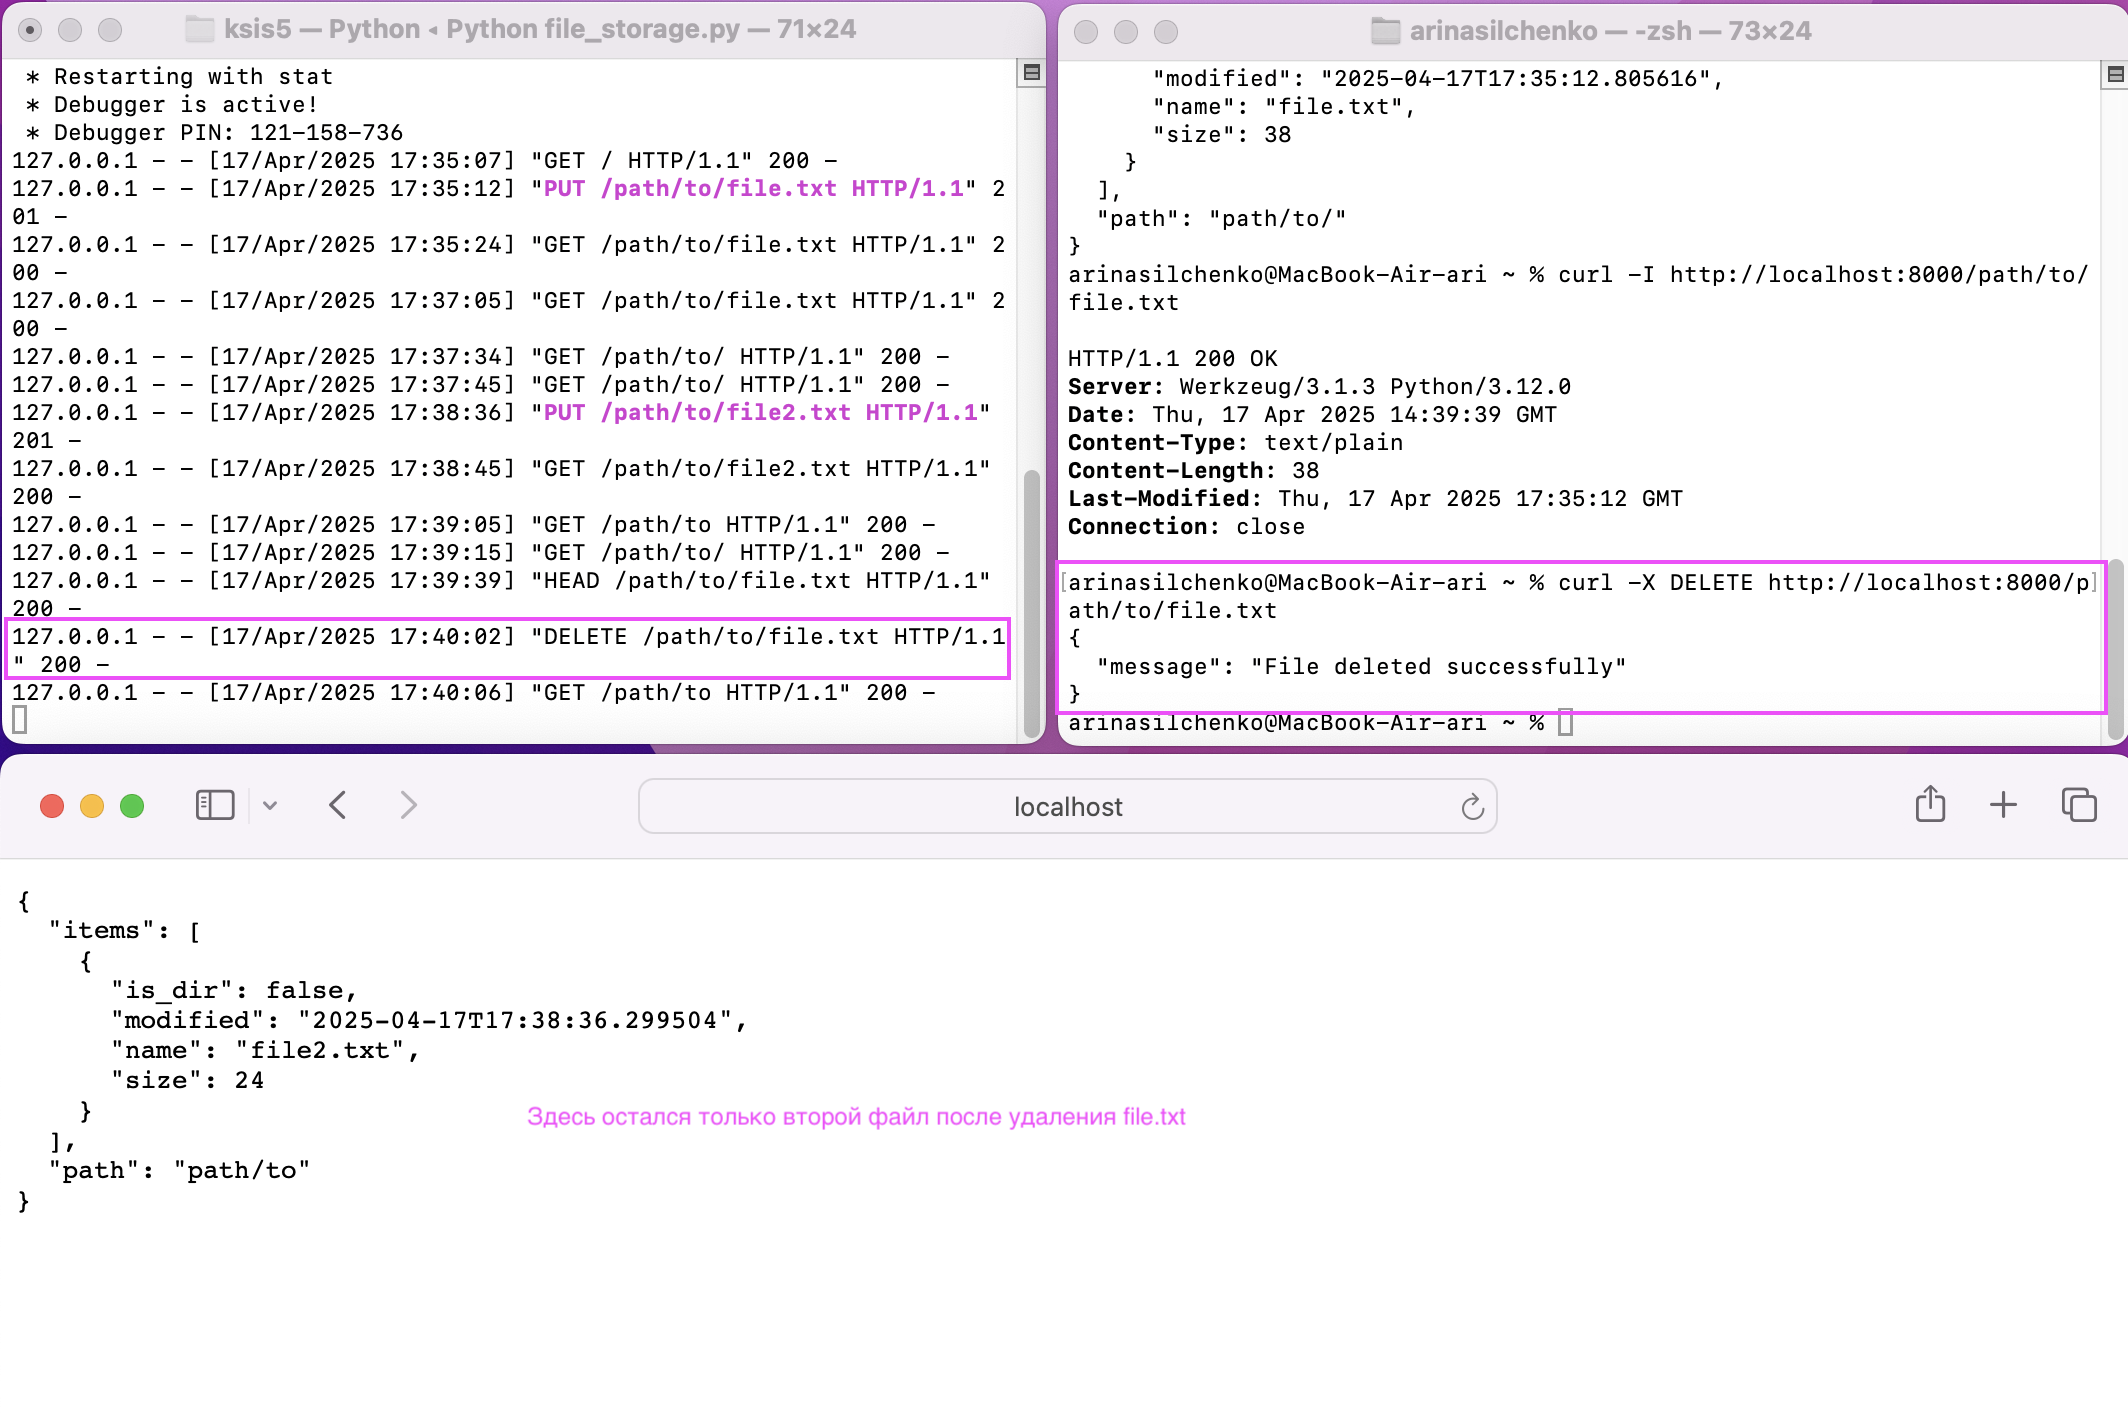 ksis5 — Python ◂ Python file_storage.py — 71×24
* Restarting with stat
* Debugger is active!
* Debugger PIN: 121-158-736
127.0.0.1 - - [17/Apr/2025 17:35:07] "GET / HTTP/1.1" 200 -
127.0.0.1 - - [17/Apr/2025 17:35:12] "PUT /path/to/file.txt HTTP/1.1" 2
01 -
127.0.0.1 - - [17/Apr/2025 17:35:24] "GET /path/to/file.txt HTTP/1.1" 2
00 -
127.0.0.1 - - [17/Apr/2025 17:37:05] "GET /path/to/file.txt HTTP/1.1" 2
00 -
127.0.0.1 - - [17/Apr/2025 17:37:34] "GET /path/to/ HTTP/1.1" 200 -
127.0.0.1 - - [17/Apr/2025 17:37:45] "GET /path/to/ HTTP/1.1" 200 -
127.0.0.1 - - [17/Apr/2025 17:38:36] "PUT /path/to/file2.txt HTTP/1.1"
201 -
127.0.0.1 - - [17/Apr/2025 17:38:45] "GET /path/to/file2.txt HTTP/1.1"
200 -
127.0.0.1 - - [17/Apr/2025 17:39:05] "GET /path/to HTTP/1.1" 200 -
127.0.0.1 - - [17/Apr/2025 17:39:15] "GET /path/to/ HTTP/1.1" 200 -
127.0.0.1 - - [17/Apr/2025 17:39:39] "HEAD /path/to/file.txt HTTP/1.1"
200 -
127.0.0.1 - - [17/Apr/2025 17:40:02] "DELETE /path/to/file.txt HTTP/1.1
" 200 -
127.0.0.1 - - [17/Apr/2025 17:40:06] "GET /path/to HTTP/1.1" 200 -
arinasilchenko — -zsh — 73×24
"modified": "2025-04-17T17:35:12.805616",
"name": "file.txt",
"size": 38
}
],
"path": "path/to/"
}
arinasilchenko@MacBook-Air-ari ~ % curl -I http://localhost:8000/path/to/
file.txt
HTTP/1.1 200 OK
Server: Werkzeug/3.1.3 Python/3.12.0
Date: Thu, 17 Apr 2025 14:39:39 GMT
Content-Type: text/plain
Content-Length: 38
Last-Modified: Thu, 17 Apr 2025 17:35:12 GMT
Connection: close
[arinasilchenko@MacBook-Air-ari ~ % curl -X DELETE http://localhost:8000/p]
ath/to/file.txt
{
"message": "File deleted successfully"
}
arinasilchenko@MacBook-Air-ari ~ %
localhost
{
"items": [
{
"is_dir": false,
"modified": "2025-04-17T17:38:36.299504",
"name": "file2.txt",
"size": 24
}
Здесь остался только второй файл после удаления file.txt
],
"path": "path/to"
}